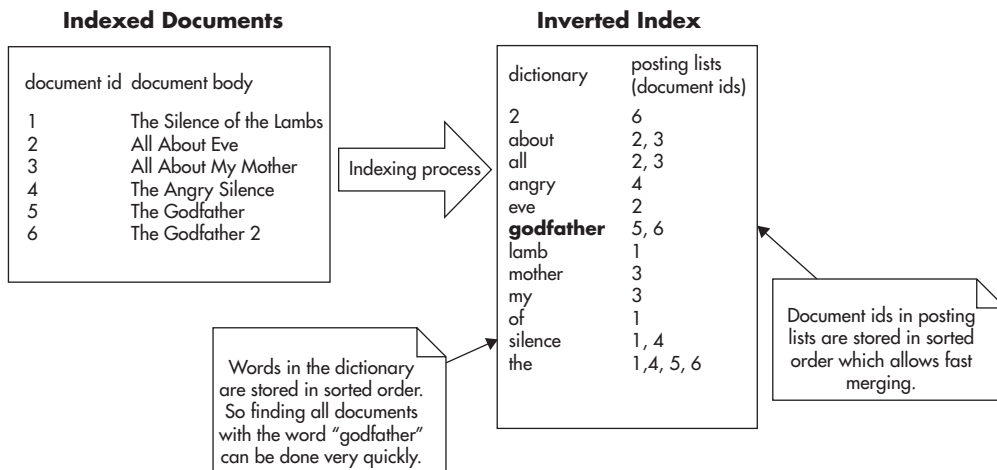 Indexed Documents
document id document body
1 The Silence of the Lambs
2 All About Eve
3 All About My Mother
4 The Angry Silence
5 The Godfather
6 The Godfather 2
Indexing process
Inverted Index
dictionary posting lists
(document ids)
2 6
about 2, 3
all 2, 3
angry 4
eve 2
godfather 5, 6
lamb 1
mother 3
my 3
of 1
silence 1, 4
the 1,4, 5, 6
Words in the dictionary
are stored in sorted order.
So finding all documents
with the word “godfather”
can be done very quickly.
Document ids in posting
lists are stored in sorted
order which allows fast
merging.